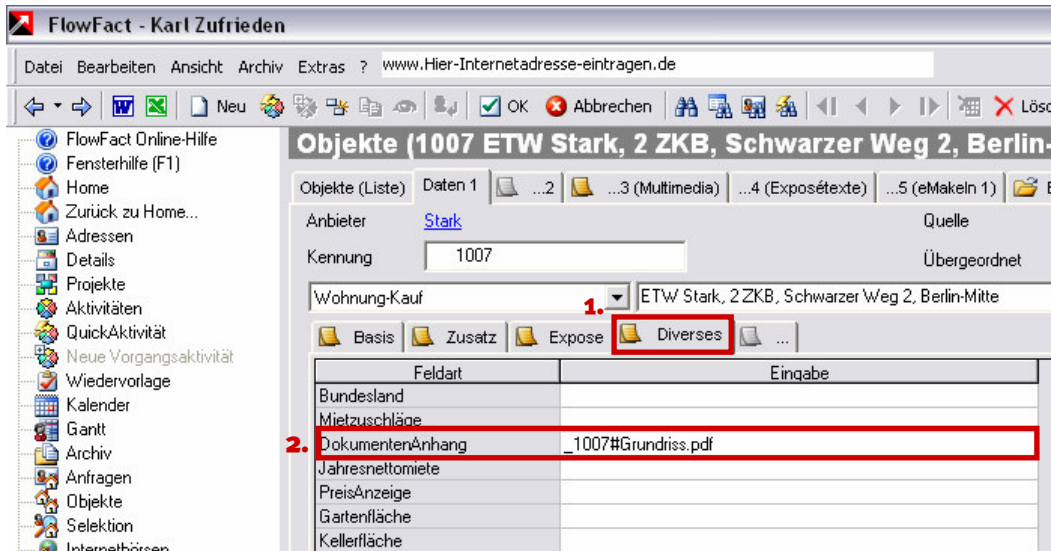 FlowFact - Karl Zufrieden
Datei Bearbeiten Ansicht Archiv Extras ? www.Hier-Internetadresse-eintragen.de
Neu OK Abbrechen Lösc
FlowFact Online-Hilfe
Fensterhilfe (F1)
Home
Zurück zu Home...
Adressen
Details
Projekte
Aktivitäten
QuickAktivität
Neue Vorgangsaktivität
Wiedervorlage
Kalender
Gantt
Archiv
Anfragen
Objekte
Selektion
Internetbörsen
Objekte (1007 ETW Stark, 2 ZKB, Schwarzer Weg 2, Berlin-
Objekte (Liste) Daten 1 ...2 ...3 (Multimedia) ...4 (Exposétexte) ...5 (eMakeln 1) E
Anbieter Stark Quelle
Kennung 1007 Übergeordnet
Wohnung-Kauf 1. ETW Stark, 2 ZKB, Schwarzer Weg 2, Berlin-Mitte
Basis Zusatz Expose Diverses ...
Feldart Eingabe
Bundesland
Mietzuschläge
2. DokumentenAnhang _1007#Grundriss.pdf
Jahresnettomiete
PreisAnzeige
Gartenfläche
Kellerfläche